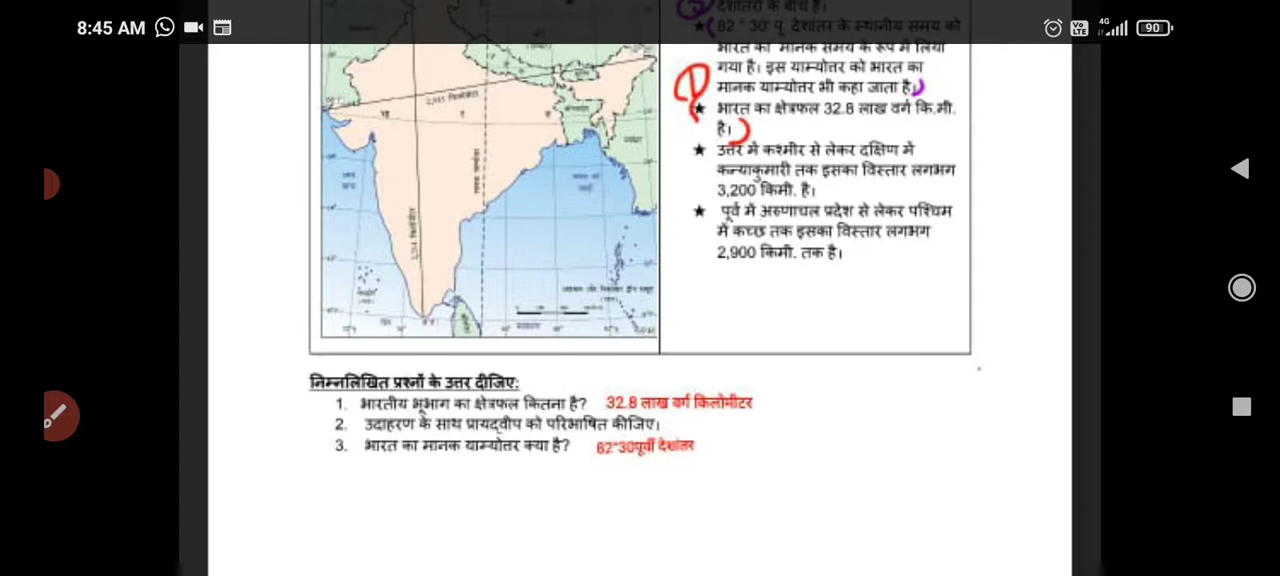 8:45 AM
4G
90
देशांतरों के बीच है।
★ 82 ° 30' पू. देशांतर के स्थानीय समय को
भारत का मानक समय के रूप में लिया
गया है। इस याम्योत्तर को भारत का
मानक याम्योत्तर भी कहा जाता है।
★ भारत का क्षेत्रफल 32.8 लाख वर्ग कि.मी.
है।
★ उत्तर में कश्मीर से लेकर दक्षिण में
कन्याकुमारी तक इसका विस्तार लगभग
3,200 किमी. है।
★ पूर्व में अरुणाचल प्रदेश से लेकर पश्चिम
में कच्छ तक इसका विस्तार लगभग
2,900 किमी. तक है।
निम्नलिखित प्रश्नों के उत्तर दीजिए:
1. भारतीय भूभाग का क्षेत्रफल कितना है? 32.8 लाख वर्ग किलोमीटर
2. उदाहरण के साथ प्रायद्वीप को परिभाषित कीजिए।
3. भारत का मानक याम्योत्तर क्या है? 82°30पूर्वी देशांतर